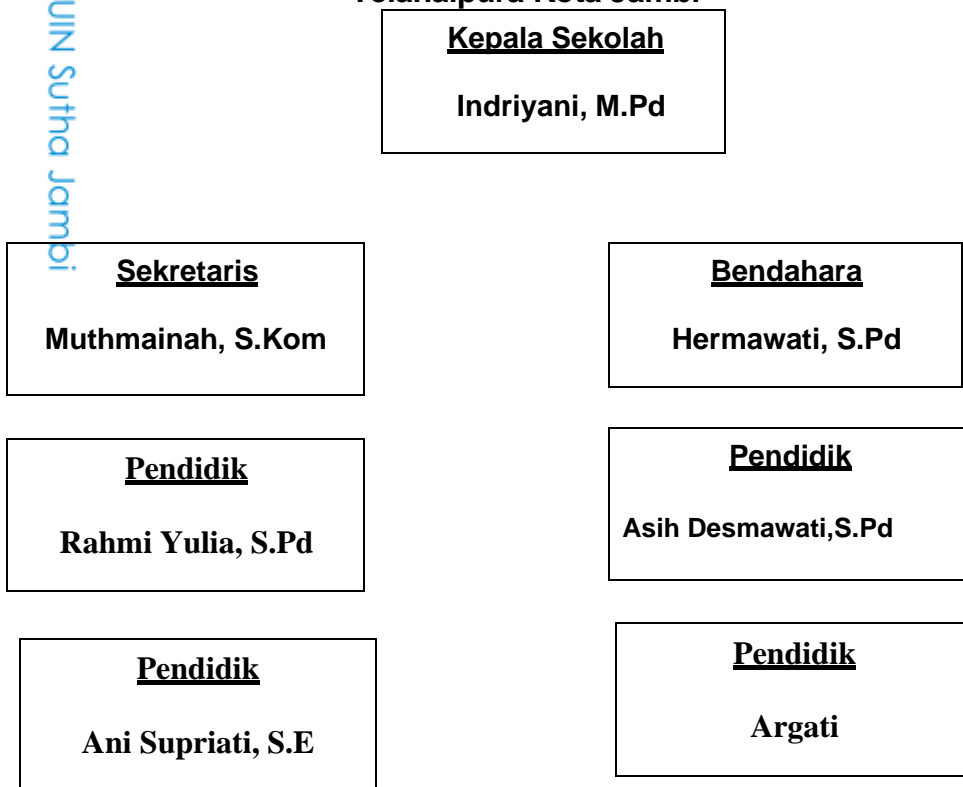 Telanaipura Kota Jambi
UIN Sutha Jambi
Kepala Sekolah
Indriyani, M.Pd
Sekretaris
Muthmainah, S.Kom
Bendahara
Hermawati, S.Pd
Pendidik
Rahmi Yulia, S.Pd
Pendidik
Asih Desmawati,S.Pd
Pendidik
Ani Supriati, S.E
Pendidik
Argati